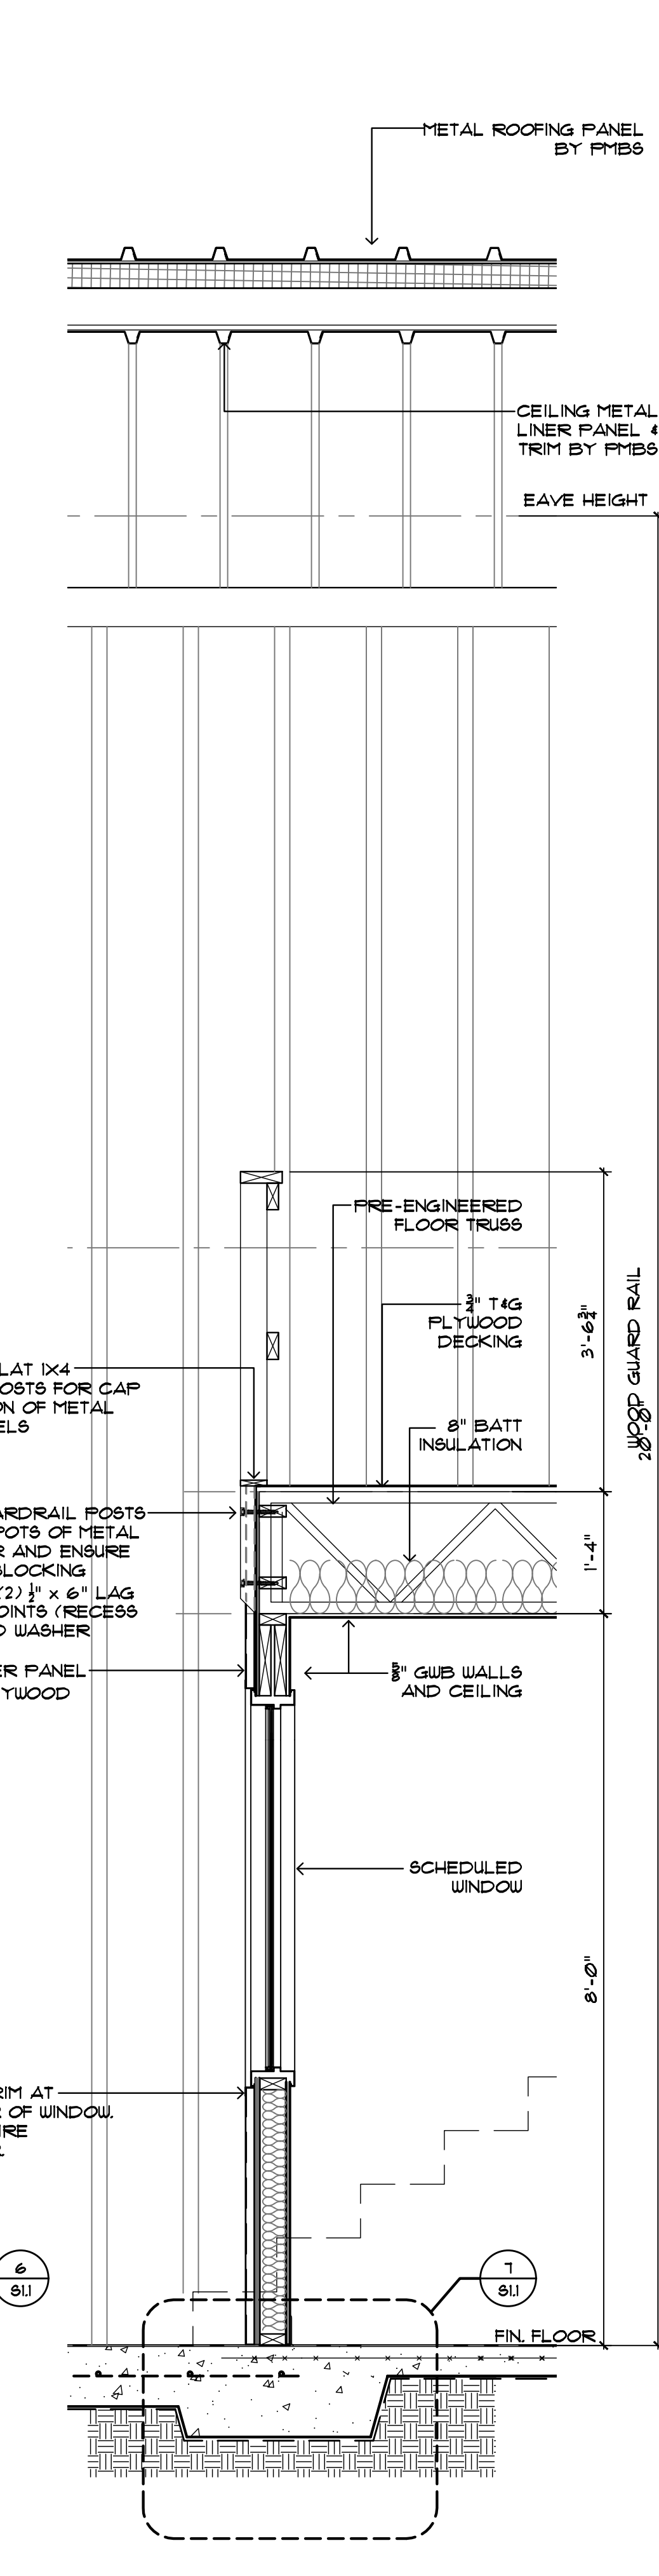 METAL ROOFING PANEL
BY PMBS
CEILING METAL
LINER PANEL &
TRIM BY PMBS
EAVE HEIGHT
PRE-ENGINEERED
FLOOR TRUSS
3/4" T&G
PLYWOOD
DECKING
3'-6 3/4"
WOOD GUARD RAIL
20'-0"
LAT 1X4
OSTS FOR CAP
ON OF METAL
ELS
8" BATT
INSULATION
ARDRAIL POSTS
POTS OF METAL
R AND ENSURE
BLOCKING
(2) 1/2" x 6" LAG
OINTS (RECESS
D WASHER
1'-4"
ER PANEL
YWOOD
5/8" GWB WALLS
AND CEILING
SCHEDULED
WINDOW
8'-0"
RIM AT
R OF WINDOW.
IRE
6
S1.1
7
S1.1
FIN. FLOOR